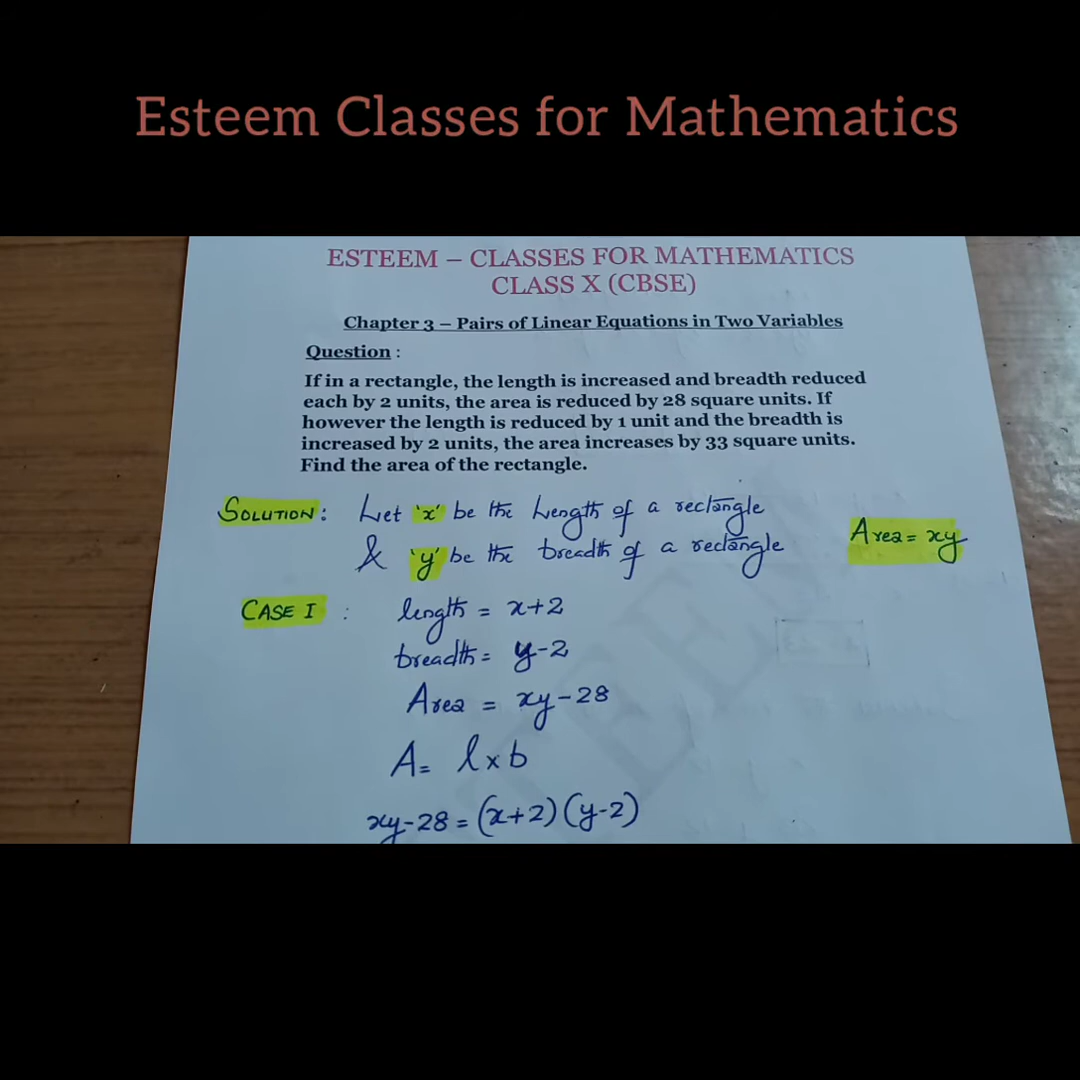 Esteem Classes for Mathematics
ESTEEM – CLASSES FOR MATHEMATICS
CLASS X (CBSE)
Chapter 3 – Pairs of Linear Equations in Two Variables
Question :
If in a rectangle, the length is increased and breadth reduced
each by 2 units, the area is reduced by 28 square units. If
however the length is reduced by 1 unit and the breadth is
increased by 2 units, the area increases by 33 square units.
Find the area of the rectangle.
SOLUTION: Let 'x' be the length of a rectangle
& 'y' be the breadth of a rectangle Area = xy
CASE I : length = x+2
breadth = y-2
Area = xy-28
A= l×b
xy-28 = (x+2)(y-2)